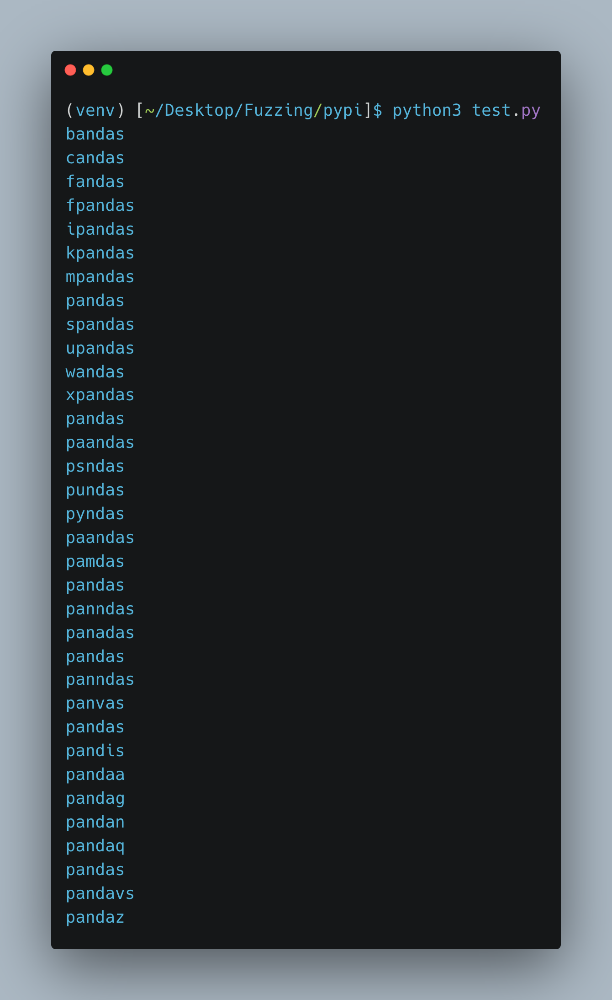 (venv) [~/Desktop/Fuzzing/pypi]$ python3 test.py
bandas
candas
fandas
fpandas
ipandas
kpandas
mpandas
pandas
spandas
upandas
wandas
xpandas
pandas
paandas
psndas
pundas
pyndas
paandas
pamdas
pandas
panndas
panadas
pandas
panndas
panvas
pandas
pandis
pandaa
pandag
pandan
pandaq
pandas
pandavs
pandaz